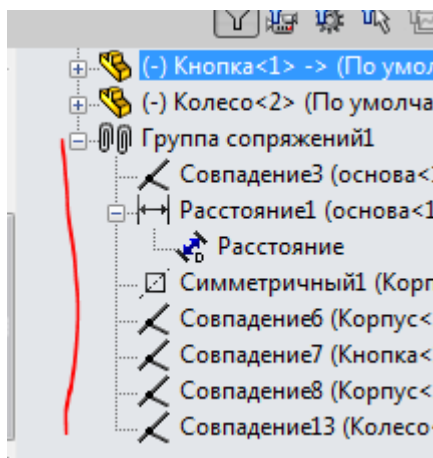 (-) Кнопка<1> -> (По умол
(-) Колесо<2> (По умолча
Группа сопряжений1
Совпадение3 (основа<
Расстояние1 (основа<1
Расстояние
Симметричный1 (Корп
Совпадение6 (Корпус<
Совпадение7 (Кнопка<
Совпадение8 (Корпус<
Совпадение13 (Колесо